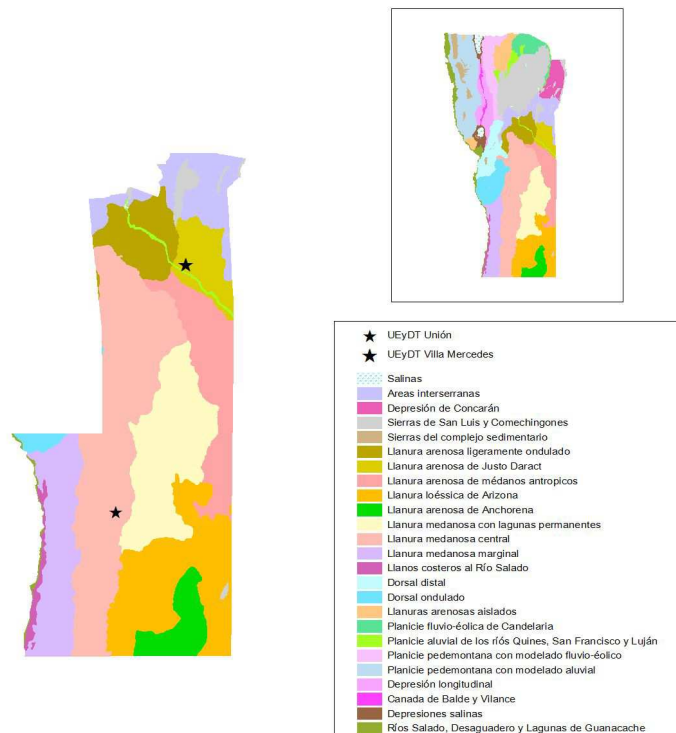 UEyDT Unión
UEyDT Villa Mercedes
Salinas
Areas interserranas
Depresión de Concarán
Sierras de San Luis y Comechingones
Sierras del complejo sedimentario
Llanura arenosa ligeramente ondulado
Llanura arenosa de Justo Daract
Llanura arenosa de médanos antropicos
Llanura loéssica de Arizona
Llanura arenosa de Anchorena
Llanura medanosa con lagunas permanentes
Llanura medanosa central
Llanura medanosa marginal
Llanos costeros al Río Salado
Dorsal distal
Dorsal ondulado
Llanuras arenosas aislados
Planicie fluvio-éolica de Candelaria
Planicie aluvial de los ríós Quines, San Francisco y Luján
Planicie pedemontana con modelado fluvio-éolico
Planicie pedemontana con modelado aluvial
Depresión longitudinal
Canada de Balde y Vilance
Depresiones salinas
Ríos Salado, Desaguadero y Lagunas de Guanacache